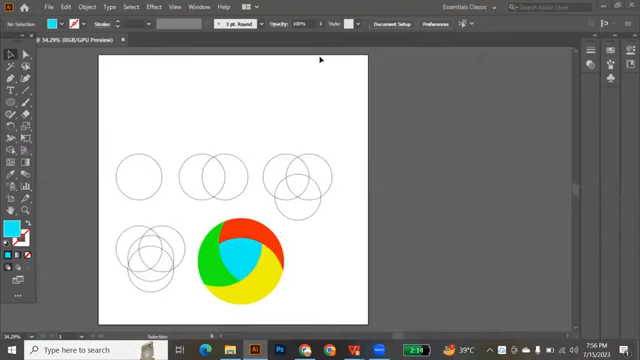 File Edit Object Type Select Effect View Window Help
Essentials Classic
No Selection Stroke: 3 pt. Round Opacity: 100% Style: Document Setup Preferences
@ 34.29% (RGB/GPU Preview) ×
34.29% 1 Selection
Type here to search
2:14
39°C
7:56 PM
7/15/2023